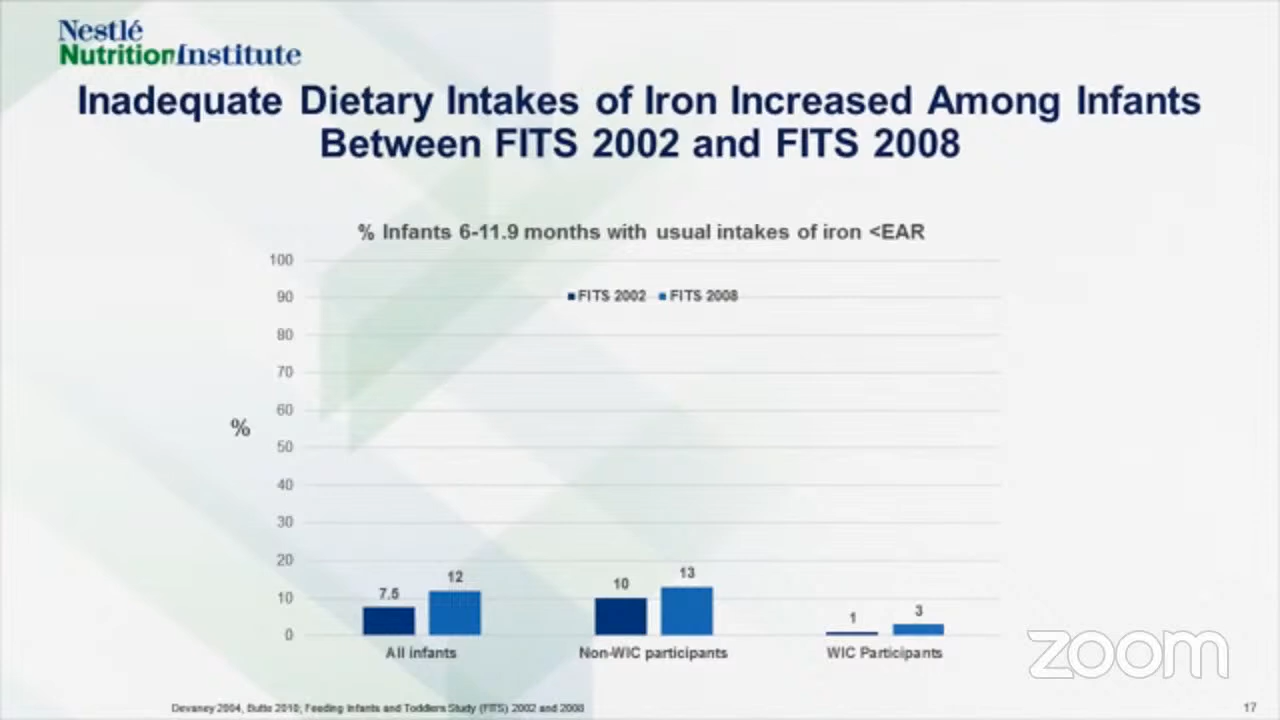 Nestlé
NutritionInstitute
Inadequate Dietary Intakes of Iron Increased Among Infants
Between FITS 2002 and FITS 2008
% Infants 6-11.9 months with usual intakes of iron <EAR
100
90
FITS 2002 FITS 2008
80
70
60
%
50
40
30
20
10
0
7.5
12
10
13
1
3
All infants
Non-WIC participants
WIC Participants
zoom
Devaney 2004, Butte 2010; Feeding Infants and Toddlers Study (FITS) 2002 and 2008
17